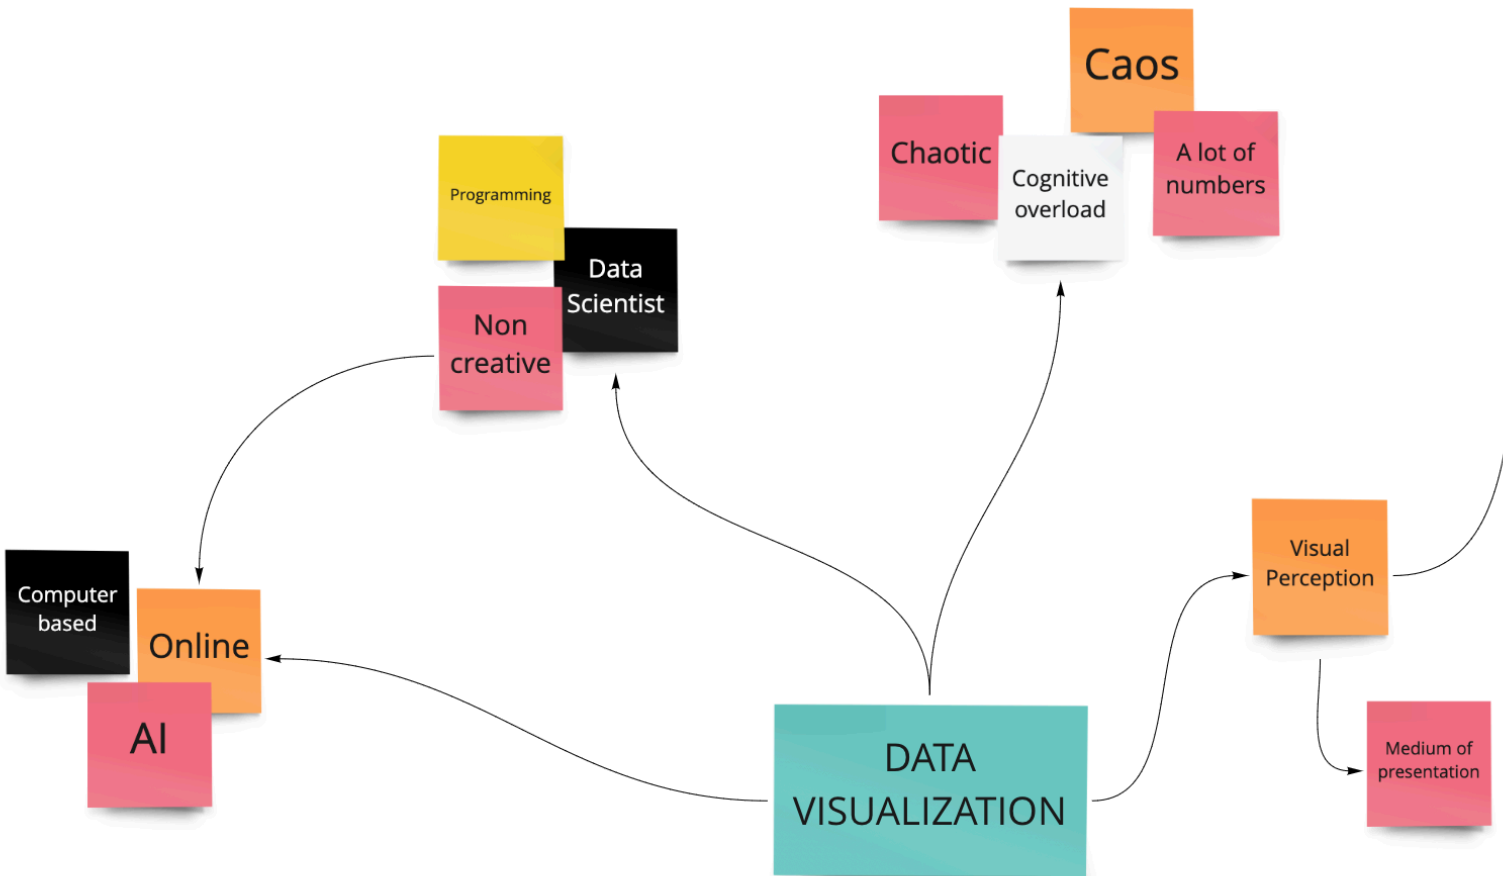 Caos
Chaotic
Cognitive
overload
A lot of
numbers
Programming
Data
Scientist
Non
creative
Computer
based
Online
AI
Visual
Perception
Medium of
presentation
DATA
VISUALIZATION